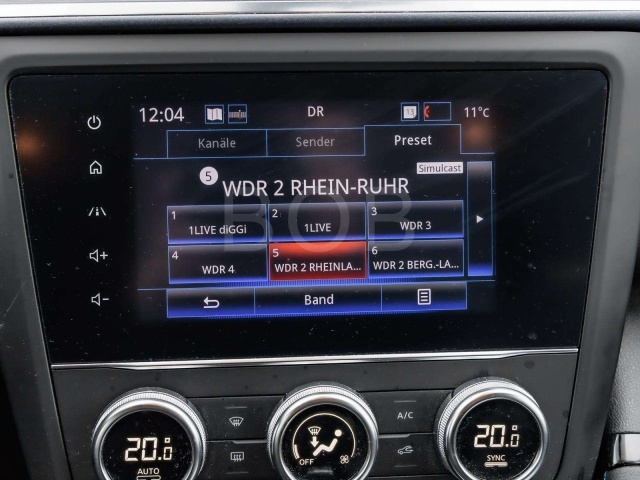 12:04 DR 13 11°C
Kanäle Sender Preset
Simulcast
5 WDR 2 RHEIN-RUHR
1 1LIVE diGGi 2 1LIVE 3 WDR 3
4 WDR 4 5 WDR 2 RHEINLA... 6 WDR 2 BERG.-LA...
Band
BOB
A/C
20.0 AUTO OFF 20.0 SYNC